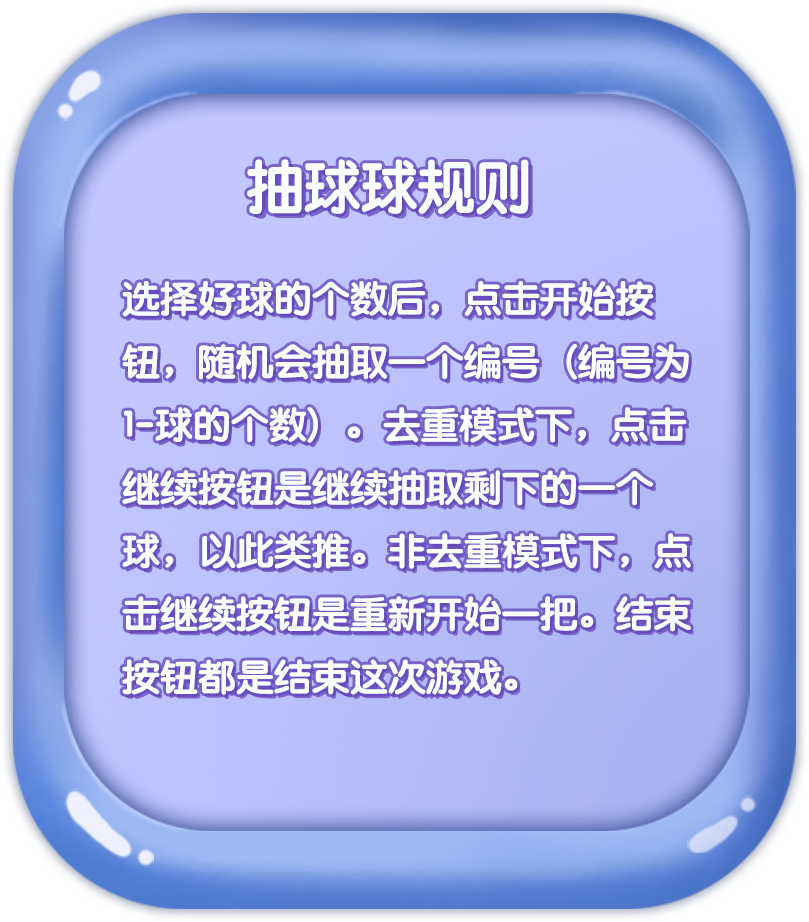 抽球球规则
选择好球的个数后，点击开始按
钮，随机会抽取一个编号（编号为
1-球的个数）。去重模式下，点击
继续按钮是继续抽取剩下的一个
球，以此类推。非去重模式下，点
击继续按钮是重新开始一把。结束
按钮都是结束这次游戏。